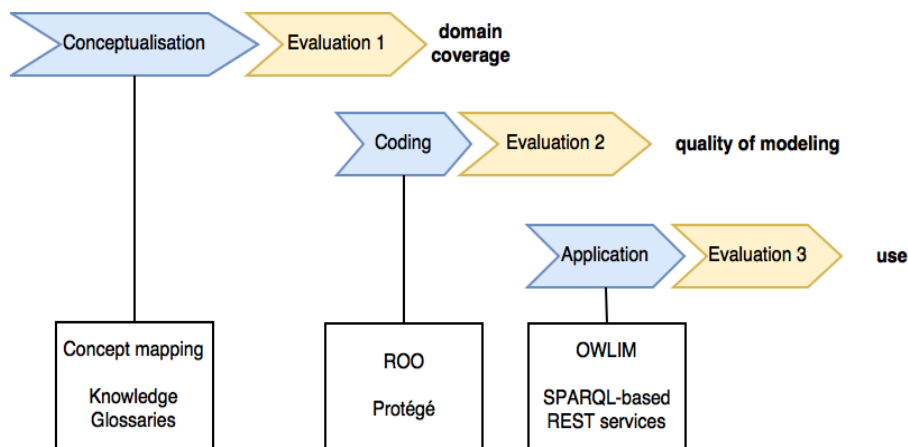 Conceptualisation
Evaluation 1
domain
coverage
Coding
Evaluation 2
quality of modeling
Application
Evaluation 3
use
Concept mapping
Knowledge
Glossaries
ROO
Protégé
OWLIM
SPARQL-based
REST services